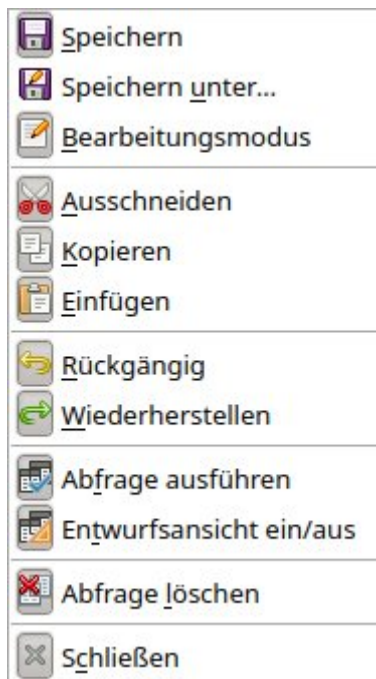 Speichern
Speichern unter...
Bearbeitungsmodus
Ausschneiden
Kopieren
Einfügen
Rückgängig
Wiederherstellen
Abfrage ausführen
Entwurfsansicht ein/aus
Abfrage löschen
Schließen